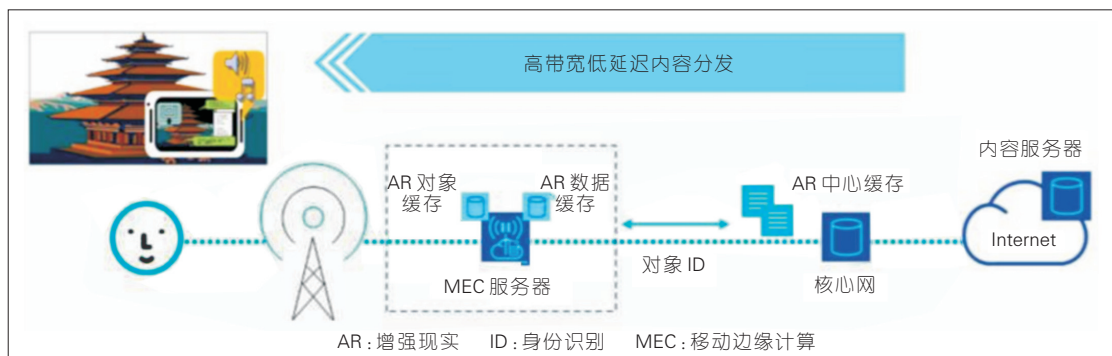 高带宽低延迟内容分发
内容服务器
AR 对象
缓存
AR 数据
缓存
AR 中心缓存
Internet
对象 ID
MEC 服务器
核心网
AR：增强现实 ID：身份识别 MEC：移动边缘计算